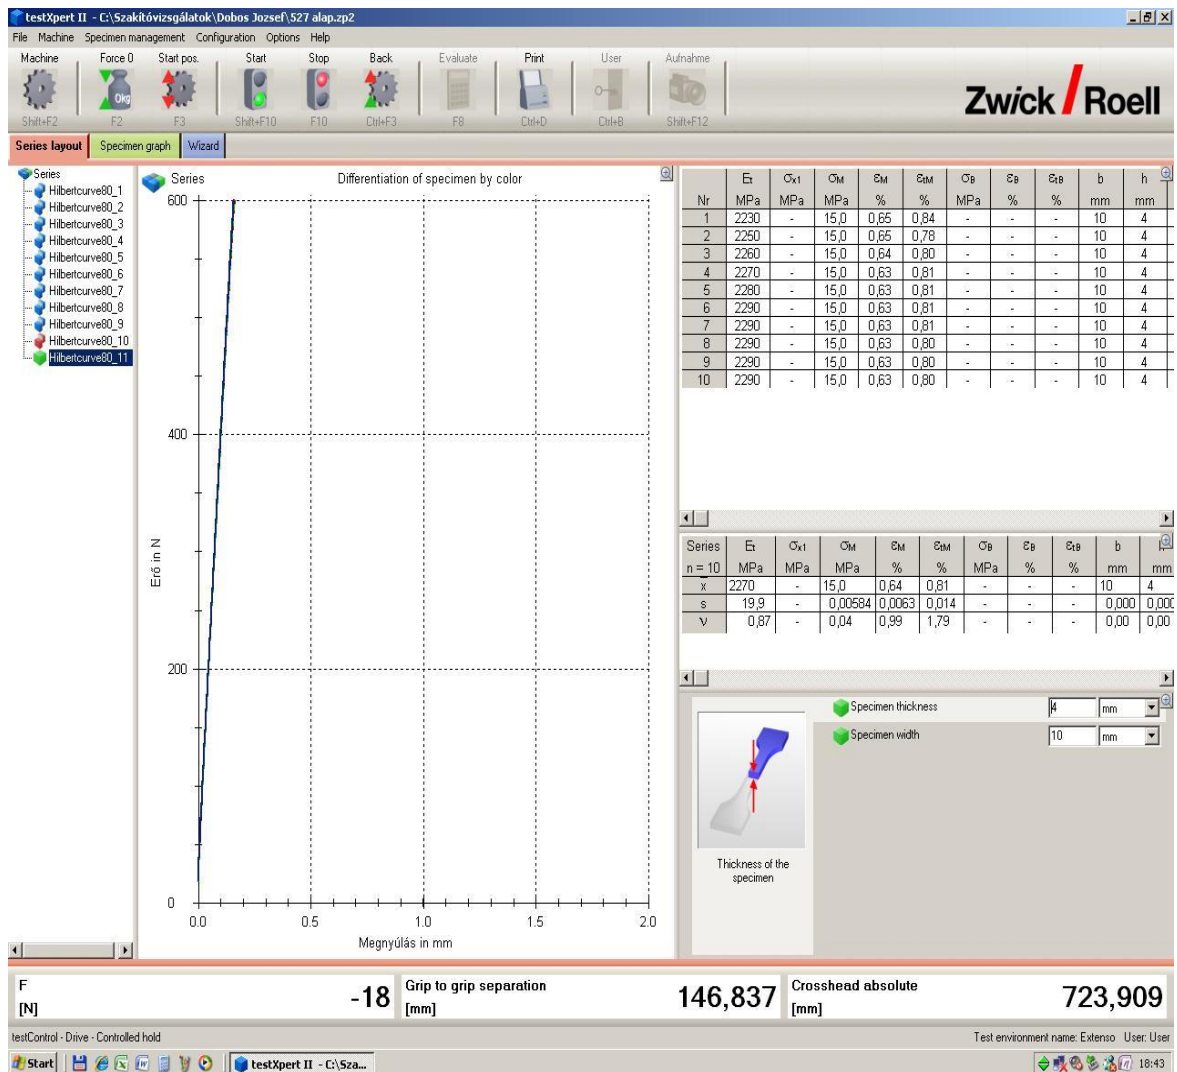 testXpert II - C:\Szakítóvizsgálatok\Dobos Jozsef\527 alap.zp2
File Machine Specimen management Configuration Options Help
Machine Force 0 Start pos. Start Stop Back Evaluate Print User Aufnahme
0kg
Shift+F2 F2 F3 Shift+F10 F10 Ctrl+F3 F8 Ctrl+D Ctrl+B Shift+F12
Zwick / Roell
Series layout Specimen graph Wizard
Series
Hilbertcurve80_1
Hilbertcurve80_2
Hilbertcurve80_3
Hilbertcurve80_4
Hilbertcurve80_5
Hilbertcurve80_6
Hilbertcurve80_7
Hilbertcurve80_8
Hilbertcurve80_9
Hilbertcurve80_10
Hilbertcurve80_11
Series Differentiation of specimen by color
600
400
200
0
Erő in N
0.0 0.5 1.0 1.5 2.0
Megnyúlás in mm
Et σx1 σM εM εtM σB εB εtB b h
Nr MPa MPa MPa % % MPa % % mm mm
1 2230 - 15,0 0,65 0,84 - - - 10 4
2 2250 - 15,0 0,65 0,78 - - - 10 4
3 2260 - 15,0 0,64 0,80 - - - 10 4
4 2270 - 15,0 0,63 0,81 - - - 10 4
5 2280 - 15,0 0,63 0,81 - - - 10 4
6 2290 - 15,0 0,63 0,81 - - - 10 4
7 2290 - 15,0 0,63 0,81 - - - 10 4
8 2290 - 15,0 0,63 0,80 - - - 10 4
9 2290 - 15,0 0,63 0,80 - - - 10 4
10 2290 - 15,0 0,63 0,80 - - - 10 4
Series Et σx1 σM εM εtM σB εB εtB b
n = 10 MPa MPa MPa % % MPa % % mm mm
x̄ 2270 - 15,0 0,64 0,81 - - - 10 4
s 19,9 - 0,00584 0,0063 0,014 - - - 0,000 0,000
ν 0,87 - 0,04 0,99 1,79 - - - 0,00 0,00
Specimen thickness 4 mm
Specimen width 10 mm
Thickness of the
specimen
F
[N] -18
Grip to grip separation
[mm] 146,837
Crosshead absolute
[mm] 723,909
testControl - Drive - Controlled hold Test environment name: Extenso User: User
Start testXpert II - C:\Sza... 18:43